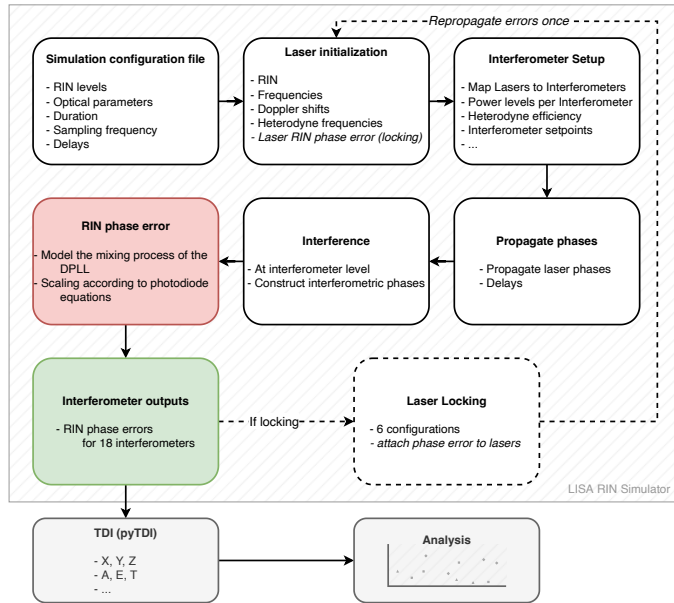 Repropagate errors once
Simulation configuration file
- RIN levels
- Optical parameters
- Duration
- Sampling frequency
- Delays
Laser initialization
- RIN
- Frequencies
- Doppler shifts
- Heterodyne frequencies
- Laser RIN phase error (locking)
Interferometer Setup
- Map Lasers to Interferometers
- Power levels per Interferometer
- Heterodyne efficiency
- Interferometer setpoints
- ...
RIN phase error
- Model the mixing process of the
DPLL
- Scaling according to photodiode
equations
Interference
- At interferometer level
- Construct interferometric phases
Propagate phases
- Propagate laser phases
- Delays
Interferometer outputs
- RIN phase errors
for 18 interferometers
If locking
Laser Locking
- 6 configurations
- attach phase error to lasers
LISA RIN Simulator
TDI (pyTDI)
- X, Y, Z
- A, E, T
- ...
Analysis